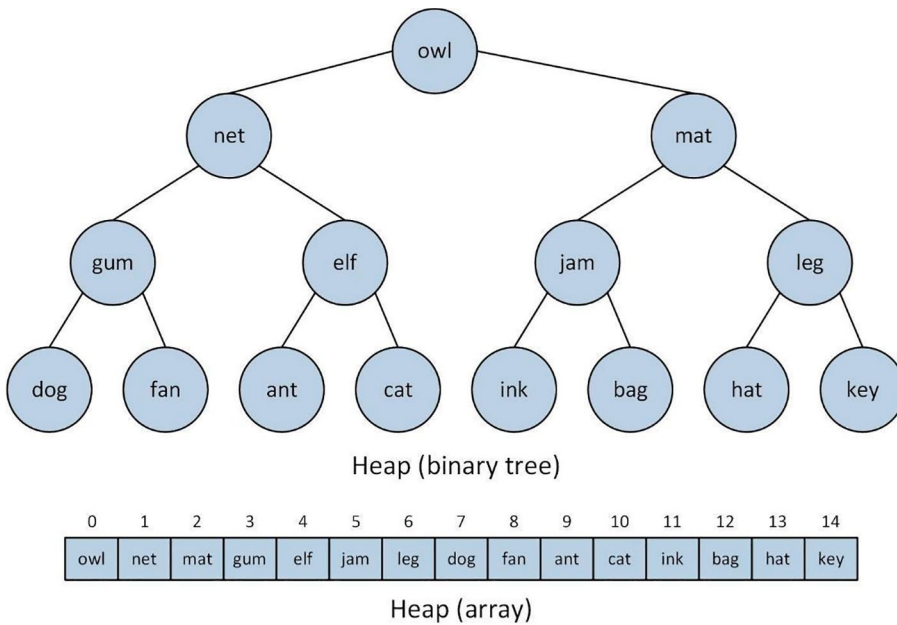 owl
net mat
gum elf jam leg
dog fan ant cat ink bag hat key
Heap (binary tree)
0 1 2 3 4 5 6 7 8 9 10 11 12 13 14
owl net mat gum elf jam leg dog fan ant cat ink bag hat key
Heap (array)